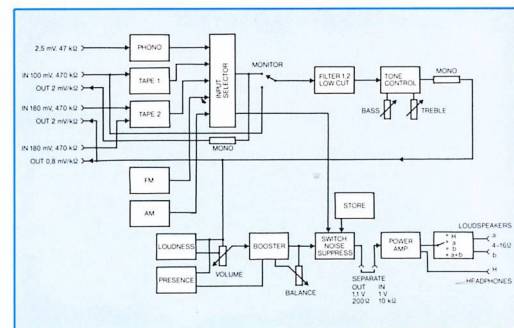 2,5 mV, 47 kΩ
PHONO
IN 100 mV, 470 kΩ
TAPE 1
OUT 2 mV/kΩ
IN 180 mV, 470 kΩ
TAPE 2
OUT 2 mV/kΩ
IN 180 mV, 470 kΩ
OUT 0,8 mV/kΩ
INPUT SELECTOR
MONITOR
MONO
FILTER 1,2
LOW CUT
TONE
CONTROL
MONO
BASS
TREBLE
FM
AM
STORE
LOUDNESS
PRESENCE
VOLUME
BOOSTER
BALANCE
SWITCH
NOISE
SUPPRESS
SEPARATE
OUT IN
1,1 V 1 V
200 Ω 10 kΩ
POWER
AMP
LOUDSPEAKERS
H
a
b
a+b
a
4-16 Ω
b
H
HEADPHONES